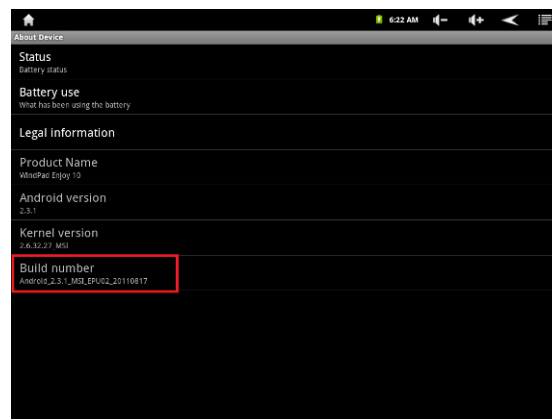 6:22 AM
About Device
Status
Battery status
Battery use
What has been using the battery
Legal information
Product Name
WindPad Enjoy 10
Android version
2.3.1
Kernel version
2.6.32.27_MSI
Build number
Android_2.3.1_MSI_EPU02_20110817